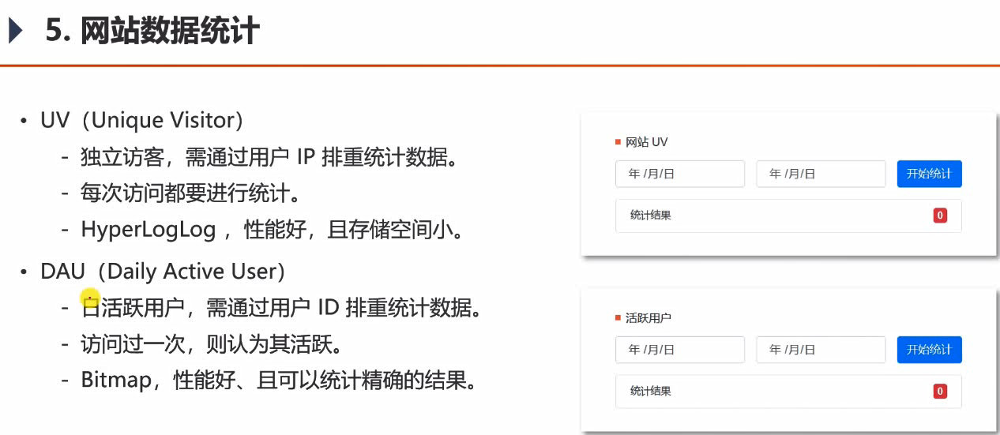 5. 网站数据统计
• UV（Unique Visitor）
- 独立访客，需通过用户 IP 排重统计数据。
- 每次访问都要进行统计。
- HyperLogLog ，性能好，且存储空间小。
• DAU（Daily Active User）
- 日活跃用户，需通过用户 ID 排重统计数据。
- 访问过一次，则认为其活跃。
- Bitmap，性能好、且可以统计精确的结果。
网站 UV
年 /月/日 年 /月/日 开始统计
统计结果 0
活跃用户
年 /月/日 年 /月/日 开始统计
统计结果 0